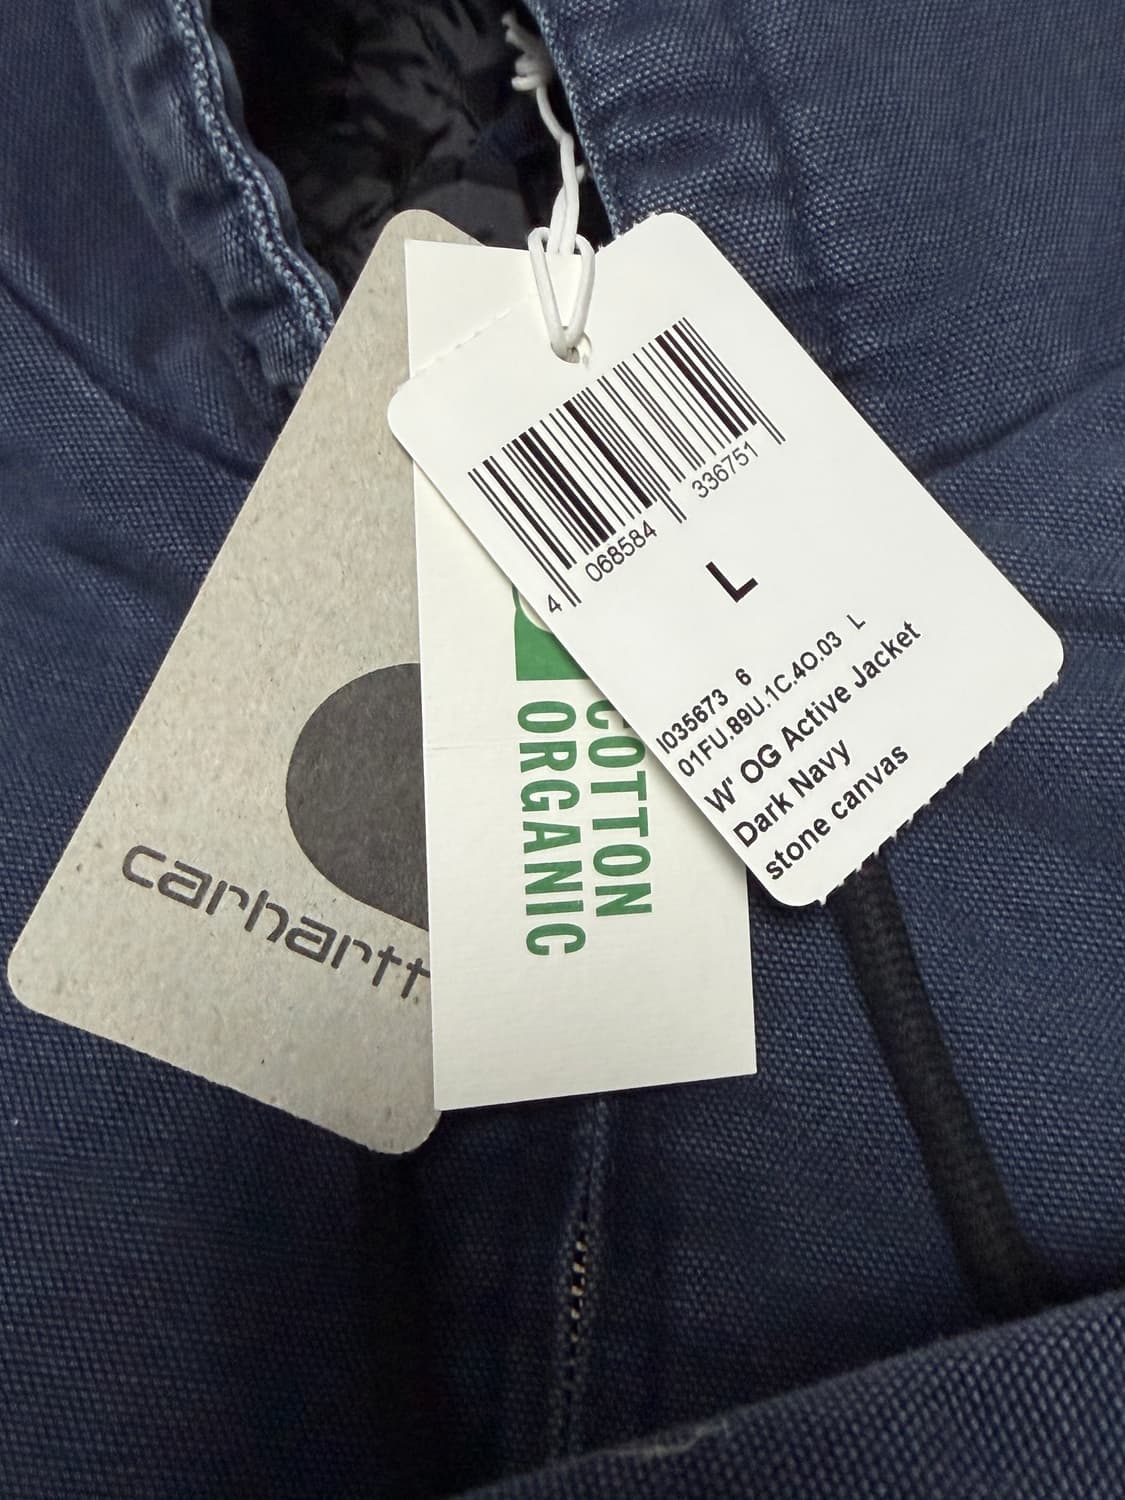 4 068584 336751
L
I035673 6
01FU.89U.1C.4O.03 L
W' OG Active Jacket
Dark Navy
stone canvas
COTTON
ORGANIC
carhartt